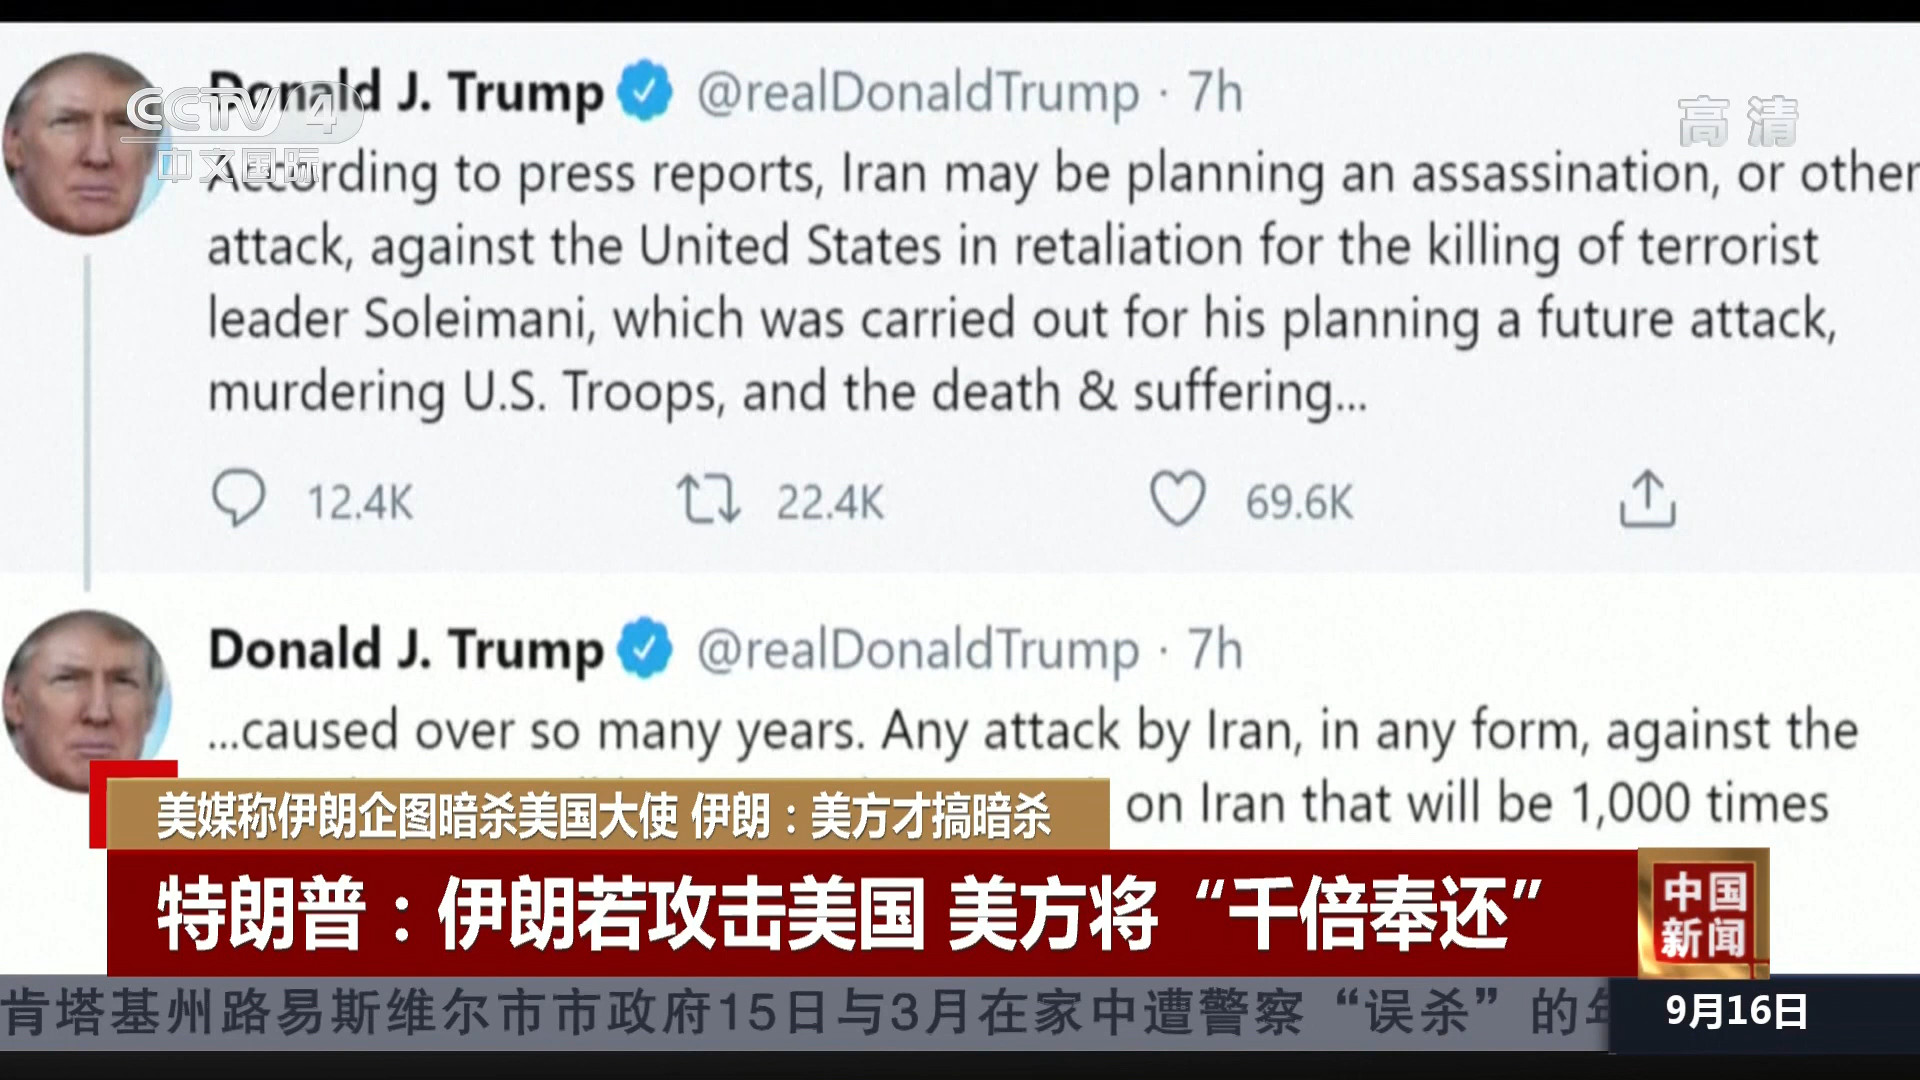 Donald J. Trump @realDonaldTrump · 7h
CCTV 4
中文国际
高清
According to press reports, Iran may be planning an assassination, or other
attack, against the United States in retaliation for the killing of terrorist
leader Soleimani, which was carried out for his planning a future attack,
murdering U.S. Troops, and the death & suffering...
12.4K 22.4K 69.6K
Donald J. Trump @realDonaldTrump · 7h
...caused over so many years. Any attack by Iran, in any form, against the
on Iran that will be 1,000 times
美媒称伊朗企图暗杀美国大使 伊朗：美方才搞暗杀
特朗普：伊朗若攻击美国 美方将“千倍奉还”
中国
新闻
肯塔基州路易斯维尔市市政府15日与3月在家中遭警察“误杀”的
9月16日